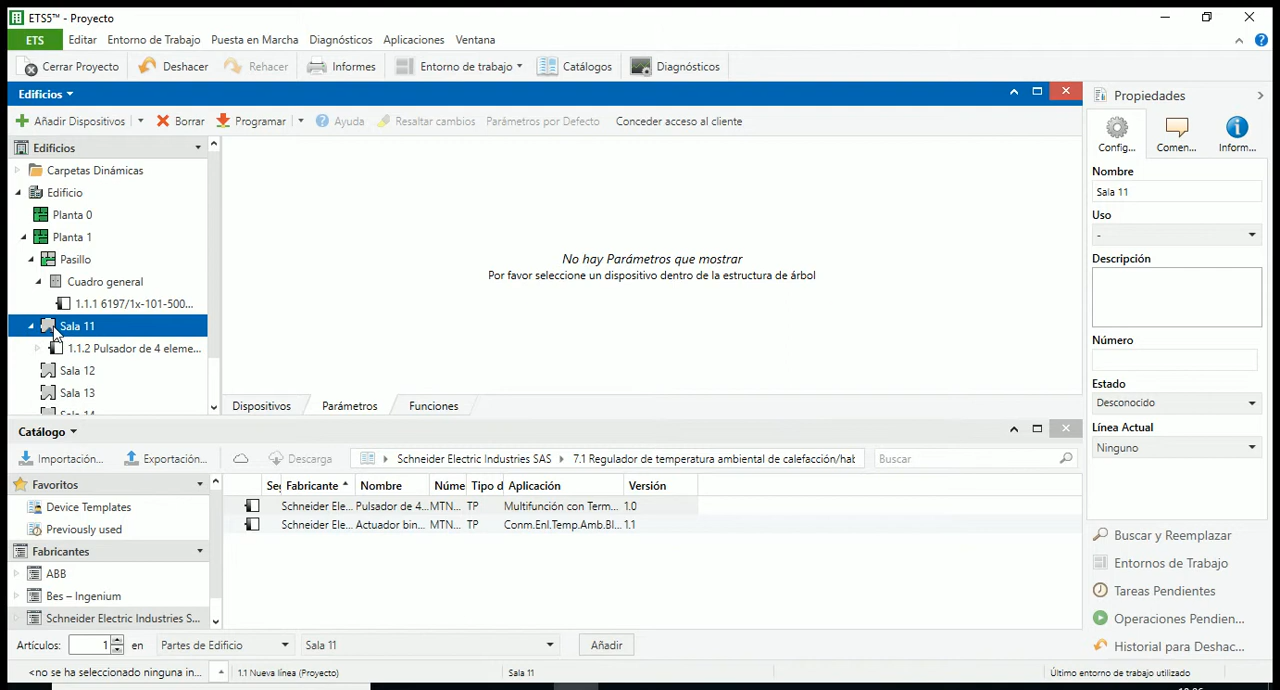 ETS5™ - Proyecto
ETS Editar Entorno de Trabajo Puesta en Marcha Diagnósticos Aplicaciones Ventana
Cerrar Proyecto Deshacer Rehacer Informes Entorno de trabajo Catálogos Diagnósticos
Edificios
Añadir Dispositivos Borrar Programar Ayuda Resaltar cambios Parámetros por Defecto Conceder acceso al cliente
Edificios
Carpetas Dinámicas
Edificio
Planta 0
Planta 1
Pasillo
Cuadro general
1.1.1 6197/1x-101-500...
Sala 11
1.1.2 Pulsador de 4 eleme...
Sala 12
Sala 13
No hay Parámetros que mostrar
Por favor seleccione un dispositivo dentro de la estructura de árbol
Dispositivos Parámetros Funciones
Catálogo
Importación... Exportación... Descarga Schneider Electric Industries SAS 7.1 Regulador de temperatura ambiental de calefacción/hab Buscar
Favoritos
Device Templates
Previously used
Fabricantes
ABB
Bes – Ingenium
Schneider Electric Industries S...
Fabricante Nombre Núme Tipo d Aplicación Versión
Schneider Ele... Pulsador de 4... MTN... TP Multifunción con Term... 1.0
Schneider Ele... Actuador bin... MTN... TP Conm.Enl.Temp.Amb.Bl... 1.1
Artículos: 1 en Partes de Edificio Sala 11 Añadir
<no se ha seleccionado ninguna in... 1.1 Nueva línea (Proyecto) Sala 11 Último entorno de trabajo utilizado
Propiedades
Config... Comen... Inform...
Nombre
Sala 11
Uso
-
Descripción
Número
Estado
Desconocido
Línea Actual
Ninguno
Buscar y Reemplazar
Entornos de Trabajo
Tareas Pendientes
Operaciones Pendien...
Historial para Deshac...